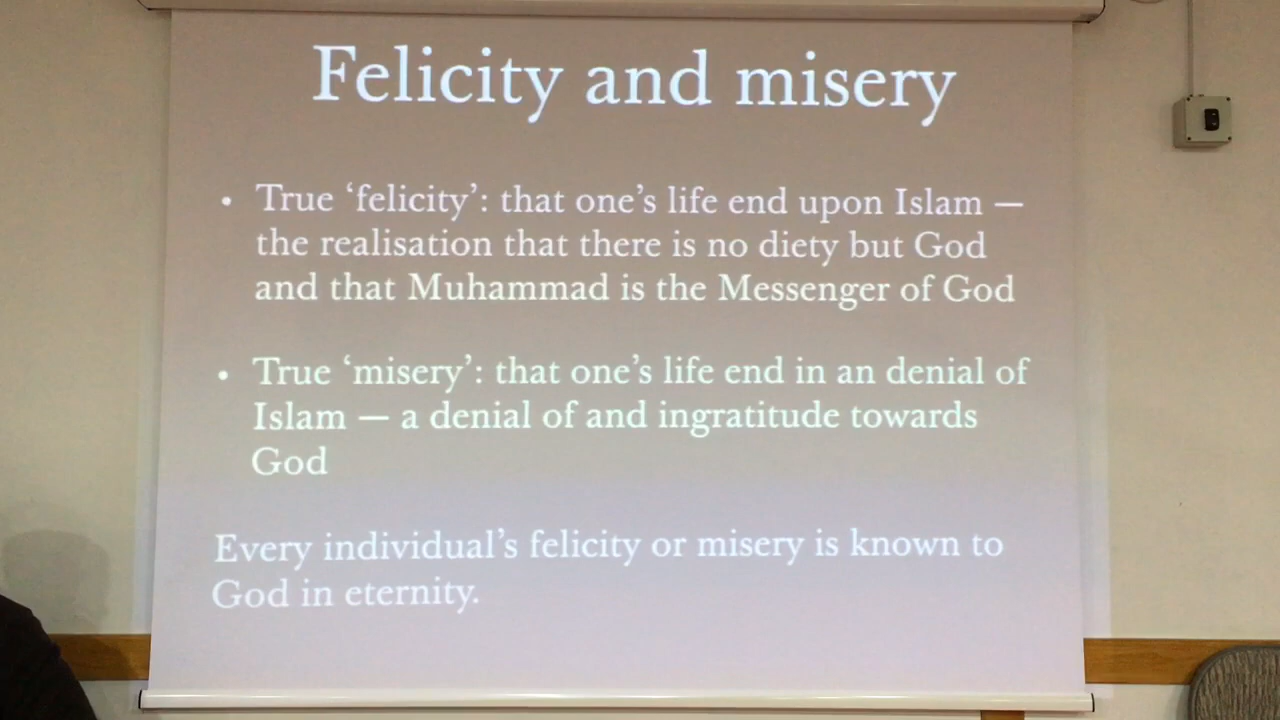 Felicity and misery
• True ‘felicity’: that one’s life end upon Islam —
the realisation that there is no diety but God
and that Muhammad is the Messenger of God
• True ‘misery’: that one’s life end in an denial of
Islam — a denial of and ingratitude towards
God
Every individual’s felicity or misery is known to
God in eternity.